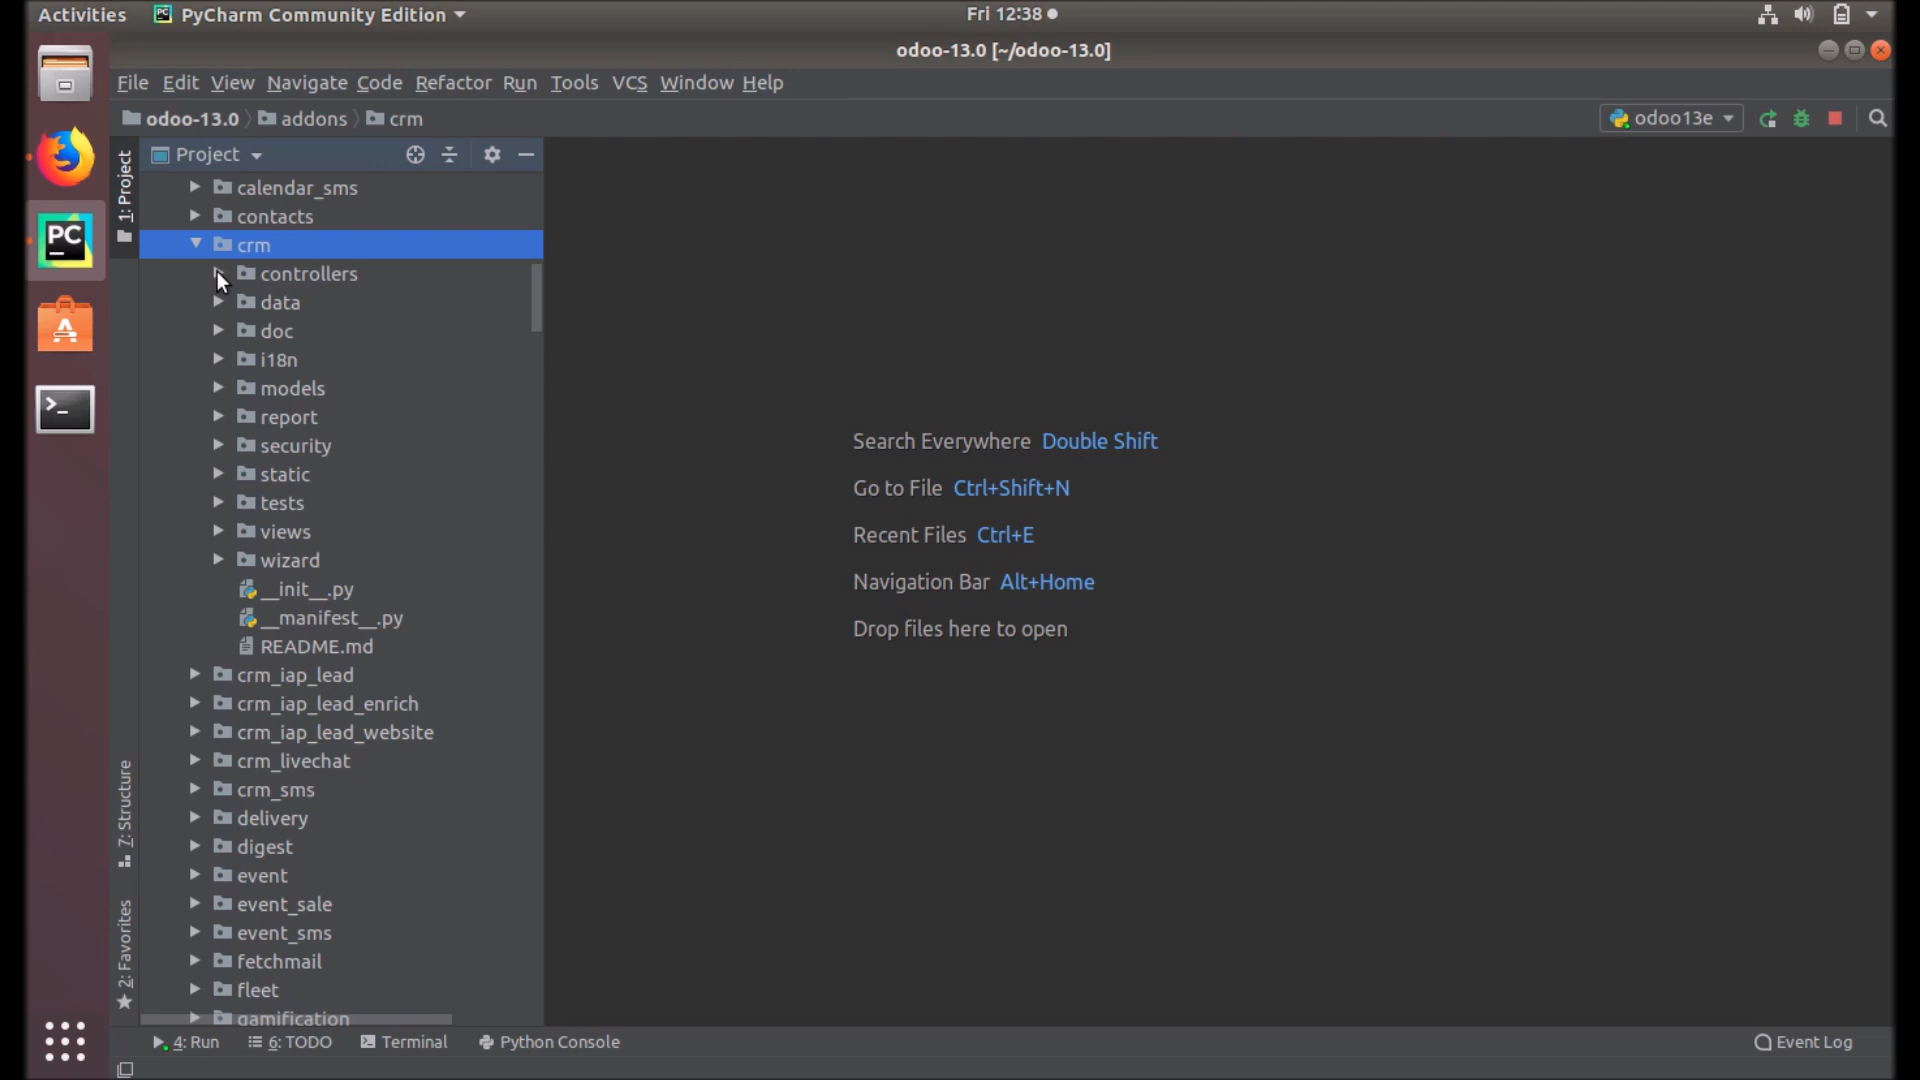 Activities PyCharm Community Edition Fri 12:38
odoo-13.0 [~/odoo-13.0]
File Edit View Navigate Code Refactor Run Tools VCS Window Help
odoo-13.0 addons crm odoo13e
1: Project
Project
calendar_sms
contacts
crm
controllers
data
doc
i18n
models
report
security
static
tests
views
wizard
__init__.py
__manifest__.py
README.md
crm_iap_lead
crm_iap_lead_enrich
crm_iap_lead_website
crm_livechat
crm_sms
delivery
digest
event
event_sale
event_sms
fetchmail
fleet
gamification
PC
Search Everywhere Double Shift
Go to File Ctrl+Shift+N
Recent Files Ctrl+E
Navigation Bar Alt+Home
Drop files here to open
7: Structure
2: Favorites
4: Run 6: TODO Terminal Python Console Event Log